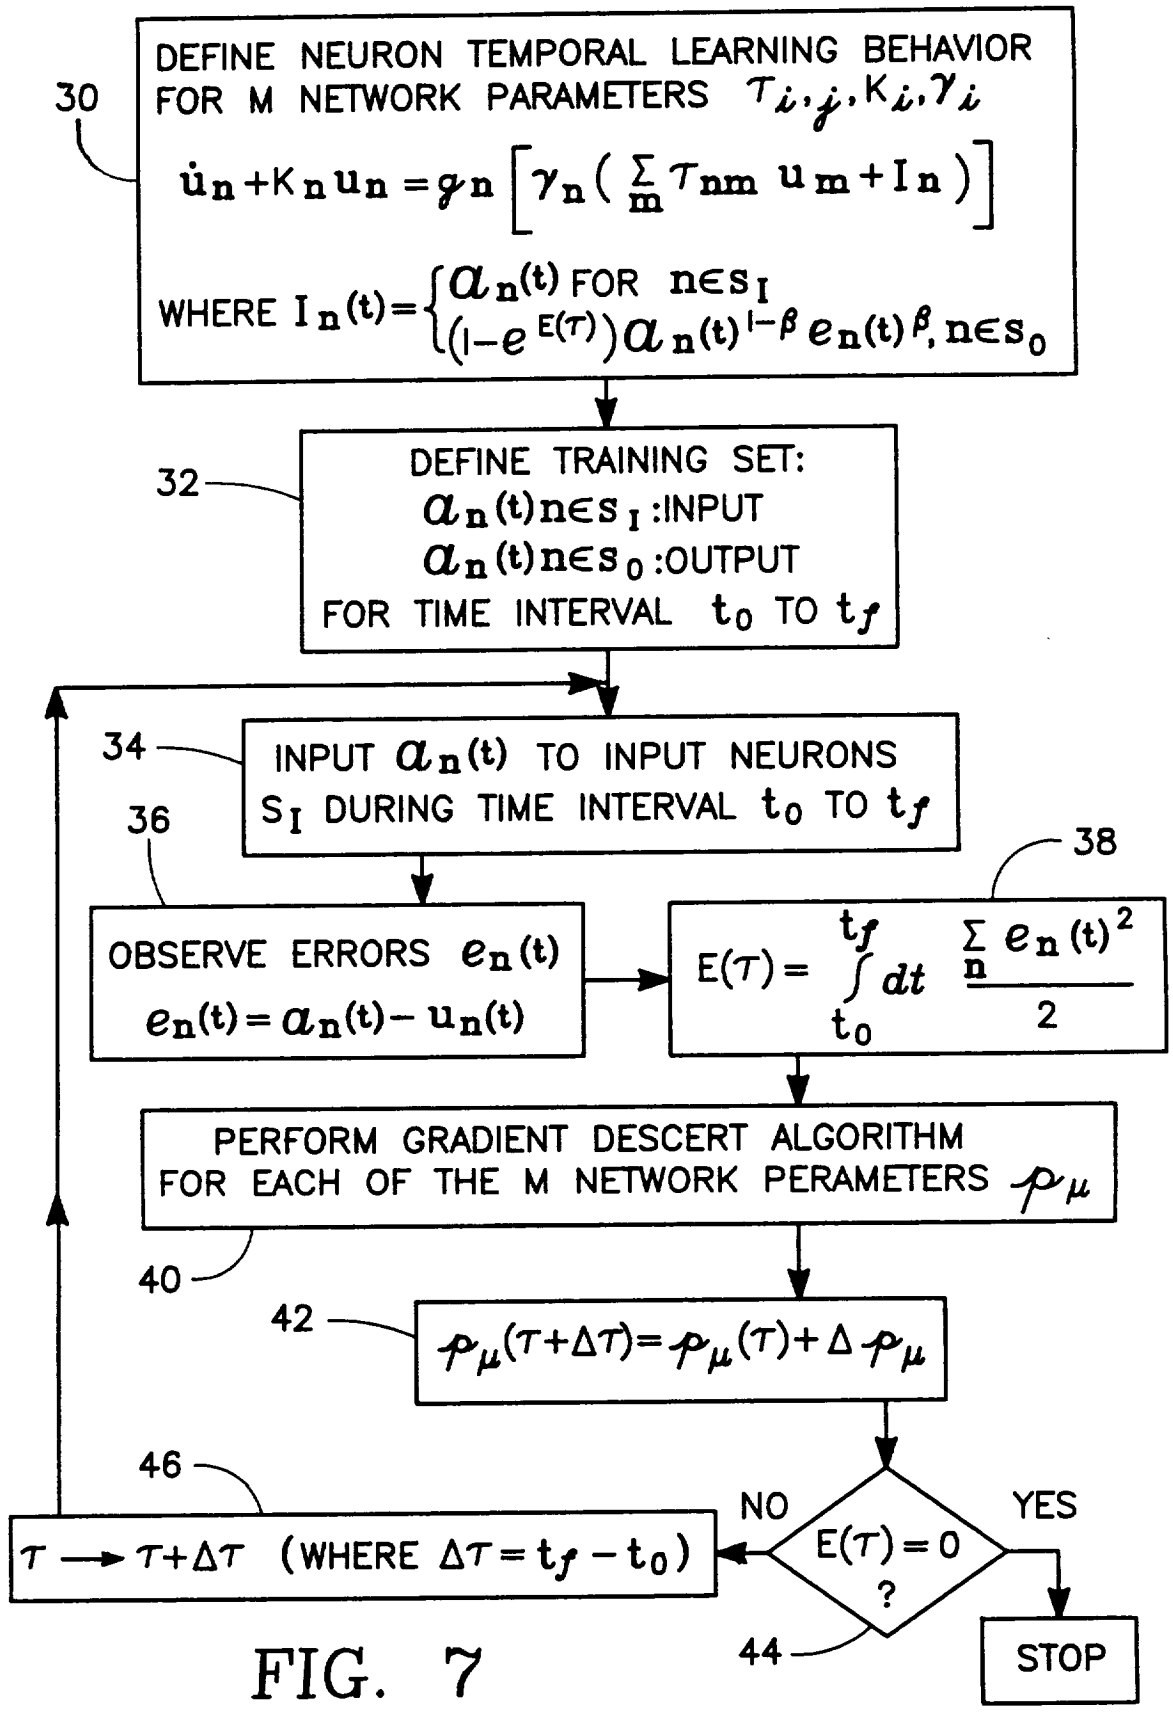 DEFINE NEURON TEMPORAL LEARNING BEHAVIOR
30
FOR M NETWORK PARAMETERS τi,j, Ki, γi
u̇n+Knun = gn [γn(Σm τnm um+In)]
WHERE In(t)= {an(t) FOR n∈sI
(1-e^E(τ))an(t)^1-β en(t)^β, n∈s0
DEFINE TRAINING SET:
32
an(t)n∈sI :INPUT
an(t)n∈s0 :OUTPUT
FOR TIME INTERVAL t0 TO tf
34
INPUT an(t) TO INPUT NEURONS
SI DURING TIME INTERVAL t0 TO tf
36
38
OBSERVE ERRORS en(t)
en(t)=an(t)-un(t)
E(τ)= ∫t0^tf dt Σn en(t)²/2
PERFORM GRADIENT DESCERT ALGORITHM
FOR EACH OF THE M NETWORK PERAMETERS pμ
40
42
pμ(τ+Δτ)=pμ(τ)+Δ pμ
46
NO
YES
E(τ)=0
?
τ → τ+Δτ (WHERE Δτ=tf-t0)
44
STOP
FIG. 7